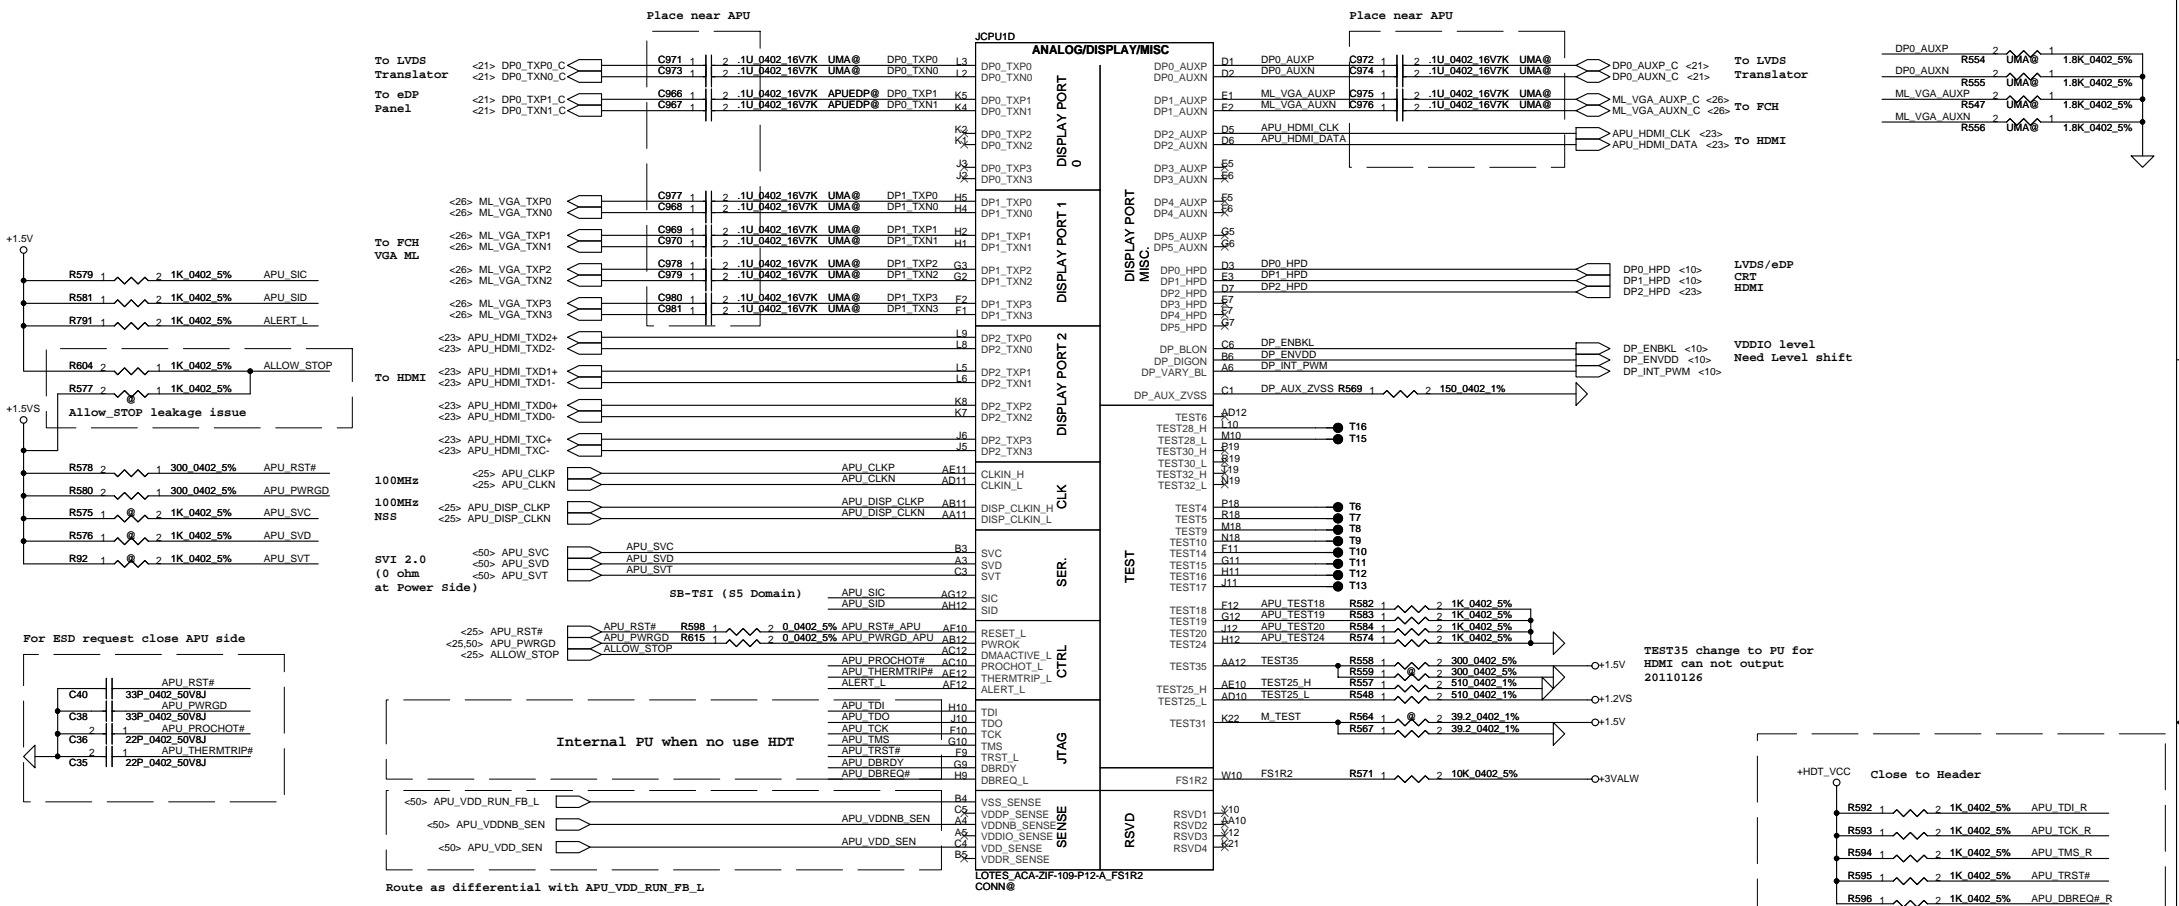 Place near APU
Place near APU
JCPU1D
ANALOG/DISPLAY/MISC
To LVDS
Translator
<21> DP0_TXP0_C
<21> DP0_TXN0_C
C971 1 2 .1U_0402_16V7K UMA@ DP0_TXP0 L3 DP0_TXP0
C973 1 2 .1U_0402_16V7K UMA@ DP0_TXN0 L2 DP0_TXN0
To eDP
Panel
<21> DP0_TXP1_C
<21> DP0_TXN1_C
C966 1 2 .1U_0402_16V7K APUEDP@ DP0_TXP1 K5 DP0_TXP1
C967 1 2 .1U_0402_16V7K APUEDP@ DP0_TXN1 K4 DP0_TXN1
K2 DP0_TXP2
K1 DP0_TXN2
J3 DP0_TXP3
J2 DP0_TXN3
DISPLAY PORT 0
To FCH
VGA ML
<26> ML_VGA_TXP0 C977 1 2 .1U_0402_16V7K UMA@ DP1_TXP0 H5 DP1_TXP0
<26> ML_VGA_TXN0 C968 1 2 .1U_0402_16V7K UMA@ DP1_TXN0 H4 DP1_TXN0
<26> ML_VGA_TXP1 C969 1 2 .1U_0402_16V7K UMA@ DP1_TXP1 H2 DP1_TXP1
<26> ML_VGA_TXN1 C970 1 2 .1U_0402_16V7K UMA@ DP1_TXN1 H1 DP1_TXN1
<26> ML_VGA_TXP2 C978 1 2 .1U_0402_16V7K UMA@ DP1_TXP2 G3 DP1_TXP2
<26> ML_VGA_TXN2 C979 1 2 .1U_0402_16V7K UMA@ DP1_TXN2 G2 DP1_TXN2
<26> ML_VGA_TXP3 C980 1 2 .1U_0402_16V7K UMA@ DP1_TXP3 F2 DP1_TXP3
<26> ML_VGA_TXN3 C981 1 2 .1U_0402_16V7K UMA@ DP1_TXN3 F1 DP1_TXN3
DISPLAY PORT 1
To HDMI
<23> APU_HDMI_TXD2+ L9 DP2_TXP0
<23> APU_HDMI_TXD2- L8 DP2_TXN0
<23> APU_HDMI_TXD1+ L5 DP2_TXP1
<23> APU_HDMI_TXD1- L6 DP2_TXN1
<23> APU_HDMI_TXD0+ K8 DP2_TXP2
<23> APU_HDMI_TXD0- K7 DP2_TXN2
<23> APU_HDMI_TXC+ J6 DP2_TXP3
<23> APU_HDMI_TXC- J5 DP2_TXN3
DISPLAY PORT 2
100MHz
<25> APU_CLKP APU_CLKP AE11 CLKIN_H
<25> APU_CLKN APU_CLKN AD11 CLKIN_L
100MHz
NSS
<25> APU_DISP_CLKP APU_DISP_CLKP AB11 DISP_CLKIN_H
<25> APU_DISP_CLKN APU_DISP_CLKN AA11 DISP_CLKIN_L
CLK
SVI 2.0
(0 ohm
at Power Side)
<50> APU_SVC APU_SVC B3 SVC
<50> APU_SVD APU_SVD A3 SVD
<50> APU_SVT APU_SVT C3 SVT
SB-TSI (S5 Domain)
APU_SIC AG12 SIC
APU_SID AH12 SID
SER.
<25> APU_RST# APU_RST# R598 1 2 0_0402_5% APU_RST#_APU AF10 RESET_L
<25,50> APU_PWRGD APU_PWRGD R615 1 2 0_0402_5% APU_PWRGD_APU AB12 PWROK
<25> ALLOW_STOP ALLOW_STOP AC12 DMAACTIVE_L
APU_PROCHOT# AC10 PROCHOT_L
APU_THERMTRIP# AE12 THERMTRIP_L
ALERT_L AF12 ALERT_L
CTRL
Internal PU when no use HDT
APU_TDI H10 TDI
APU_TDO J10 TDO
APU_TCK F10 TCK
APU_TMS G10 TMS
APU_TRST# F9 TRST_L
APU_DBRDY G9 DBRDY
APU_DBREQ# H9 DBREQ_L
JTAG
<50> APU_VDD_RUN_FB_L B4 VSS_SENSE
C5 VDDP_SENSE
<50> APU_VDDNB_SEN APU_VDDNB_SEN A4 VDDNB_SENSE
A5 VDDIO_SENSE
<50> APU_VDD_SEN APU_VDD_SEN C4 VDD_SENSE
B5 VDDR_SENSE
SENSE
Route as differential with APU_VDD_RUN_FB_L
LOTES_ACA-ZIF-109-P12-A_FS1R2
CONN@
DP0_AUXP D1 DP0_AUXP C972 1 2 .1U_0402_16V7K UMA@ DP0_AUXP_C <21>
DP0_AUXN D2 DP0_AUXN C974 1 2 .1U_0402_16V7K UMA@ DP0_AUXN_C <21>
To LVDS
Translator
DP1_AUXP E1 ML_VGA_AUXP C975 1 2 .1U_0402_16V7K UMA@ ML_VGA_AUXP_C <26>
DP1_AUXN E2 ML_VGA_AUXN C976 1 2 .1U_0402_16V7K UMA@ ML_VGA_AUXN_C <26>
To FCH
DP2_AUXP D5 APU_HDMI_CLK APU_HDMI_CLK <23>
DP2_AUXN D6 APU_HDMI_DATA APU_HDMI_DATA <23>
To HDMI
DP3_AUXP E5
DP3_AUXN E6
DP4_AUXP F5
DP4_AUXN F6
DP5_AUXP G5
DP5_AUXN G6
DISPLAY PORT MISC.
DP0_HPD D3 DP0_HPD DP0_HPD <10> LVDS/eDP
DP1_HPD E3 DP1_HPD DP1_HPD <10> CRT
DP2_HPD D7 DP2_HPD DP2_HPD <23> HDMI
DP3_HPD E7
DP4_HPD F7
DP5_HPD G7
DP_BLON C6 DP_ENBKL DP_ENBKL <10>
DP_DIGON B6 DP_ENVDD DP_ENVDD <10>
DP_VARY_BL A6 DP_INT_PWM DP_INT_PWM <10>
VDDIO level
Need Level shift
DP_AUX_ZVSS C1 DP_AUX_ZVSS R569 1 2 150_0402_1%
TEST6 AD12
TEST28_H L10 T16
TEST28_L M10 T15
TEST30_H P19
TEST30_L R19
TEST32_H T19
TEST32_L N19
TEST4 P18 T6
TEST5 R18 T7
TEST9 M18 T8
TEST10 N18 T9
TEST14 F11 T10
TEST15 G11 T11
TEST16 H11 T12
TEST17 J11 T13
TEST
TEST18 F12 APU_TEST18 R582 1 2 1K_0402_5%
TEST19 G12 APU_TEST19 R583 1 2 1K_0402_5%
TEST20 J12 APU_TEST20 R584 1 2 1K_0402_5%
TEST24 H12 APU_TEST24 R574 1 2 1K_0402_5%
TEST35 AA12 TEST35 R558 1 2 300_0402_5% +1.5V
R559 1 @ 2 300_0402_5%
TEST25_H AE10 TEST25_H R557 1 2 510_0402_1%
TEST25_L AD10 TEST25_L R548 1 2 510_0402_1% +1.2VS
TEST31 K22 M_TEST R564 1 @ 2 39.2_0402_1% +1.5V
R567 1 2 39.2_0402_1%
TEST35 change to PU for
HDMI can not output
20110126
FS1R2 W10 FS1R2 R571 1 2 10K_0402_5% +3VALW
RSVD1 Y10
RSVD2 AA10
RSVD3 Y12
RSVD4 K21
RSVD
DP0_AUXP R554 2 UMA@ 1 1.8K_0402_5%
DP0_AUXN R555 2 UMA@ 1 1.8K_0402_5%
ML_VGA_AUXP R547 2 UMA@ 1 1.8K_0402_5%
ML_VGA_AUXN R556 2 UMA@ 1 1.8K_0402_5%
+1.5V
R579 1 2 1K_0402_5% APU_SIC
R581 1 2 1K_0402_5% APU_SID
R791 1 2 1K_0402_5% ALERT_L
R604 2 1 1K_0402_5% ALLOW_STOP
R577 2 @ 1 1K_0402_5%
Allow_STOP leakage issue
+1.5VS
R578 2 1 300_0402_5% APU_RST#
R580 2 1 300_0402_5% APU_PWRGD
R575 1 @ 2 1K_0402_5% APU_SVC
R576 1 @ 2 1K_0402_5% APU_SVD
R92 1 @ 2 1K_0402_5% APU_SVT
For ESD request close APU side
APU_RST#
C40 33P_0402_50V8J
APU_PWRGD
C38 33P_0402_50V8J
2 1 APU_PROCHOT#
C36 22P_0402_50V8J
2 1 APU_THERMTRIP#
C35 22P_0402_50V8J
+HDT_VCC
Close to Header
R592 1 2 1K_0402_5% APU_TDI_R
R593 1 2 1K_0402_5% APU_TCK_R
R594 1 2 1K_0402_5% APU_TMS_R
R595 1 2 1K_0402_5% APU_TRST#
R596 1 2 1K_0402_5% APU_DBREQ#_R